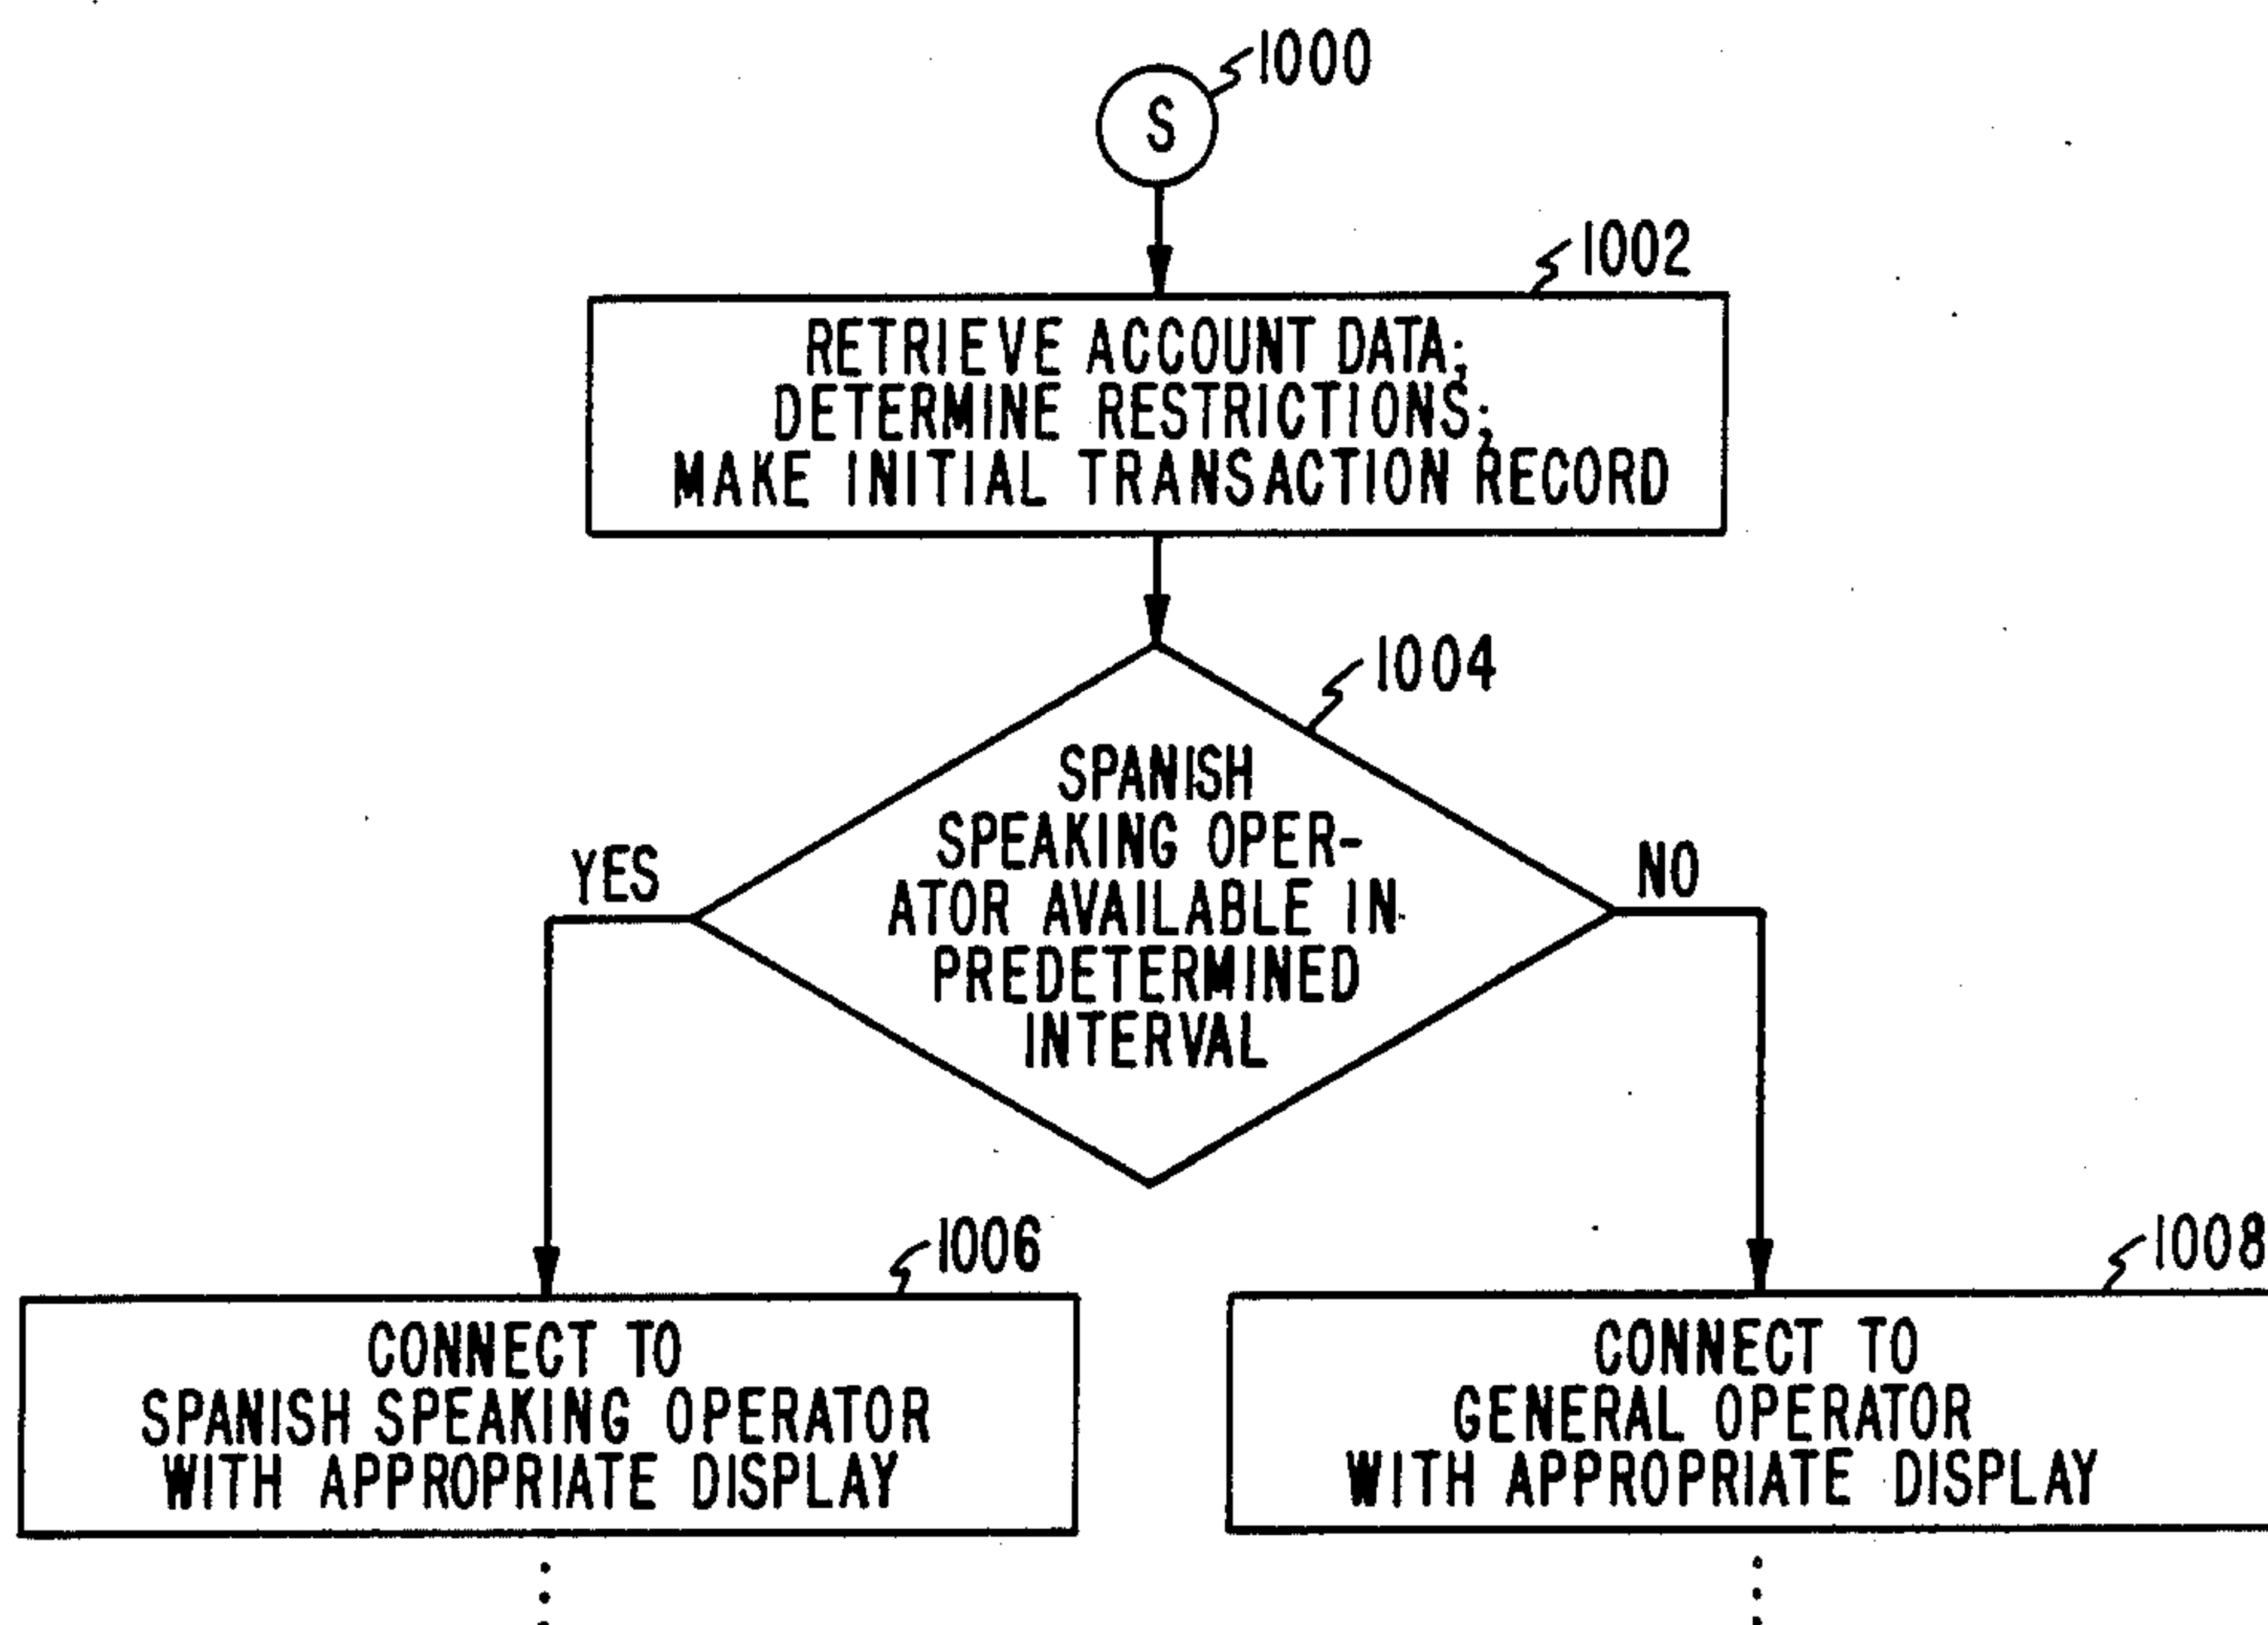 1000
S
1002
RETRIEVE ACCOUNT DATA;
DETERMINE RESTRICTIONS;
MAKE INITIAL TRANSACTION RECORD
1004
SPANISH
SPEAKING OPER-
ATOR AVAILABLE IN
PREDETERMINED
INTERVAL
YES
NO
1006
CONNECT TO
SPANISH SPEAKING OPERATOR
WITH APPROPRIATE DISPLAY
1008
CONNECT TO
GENERAL OPERATOR
WITH APPROPRIATE DISPLAY